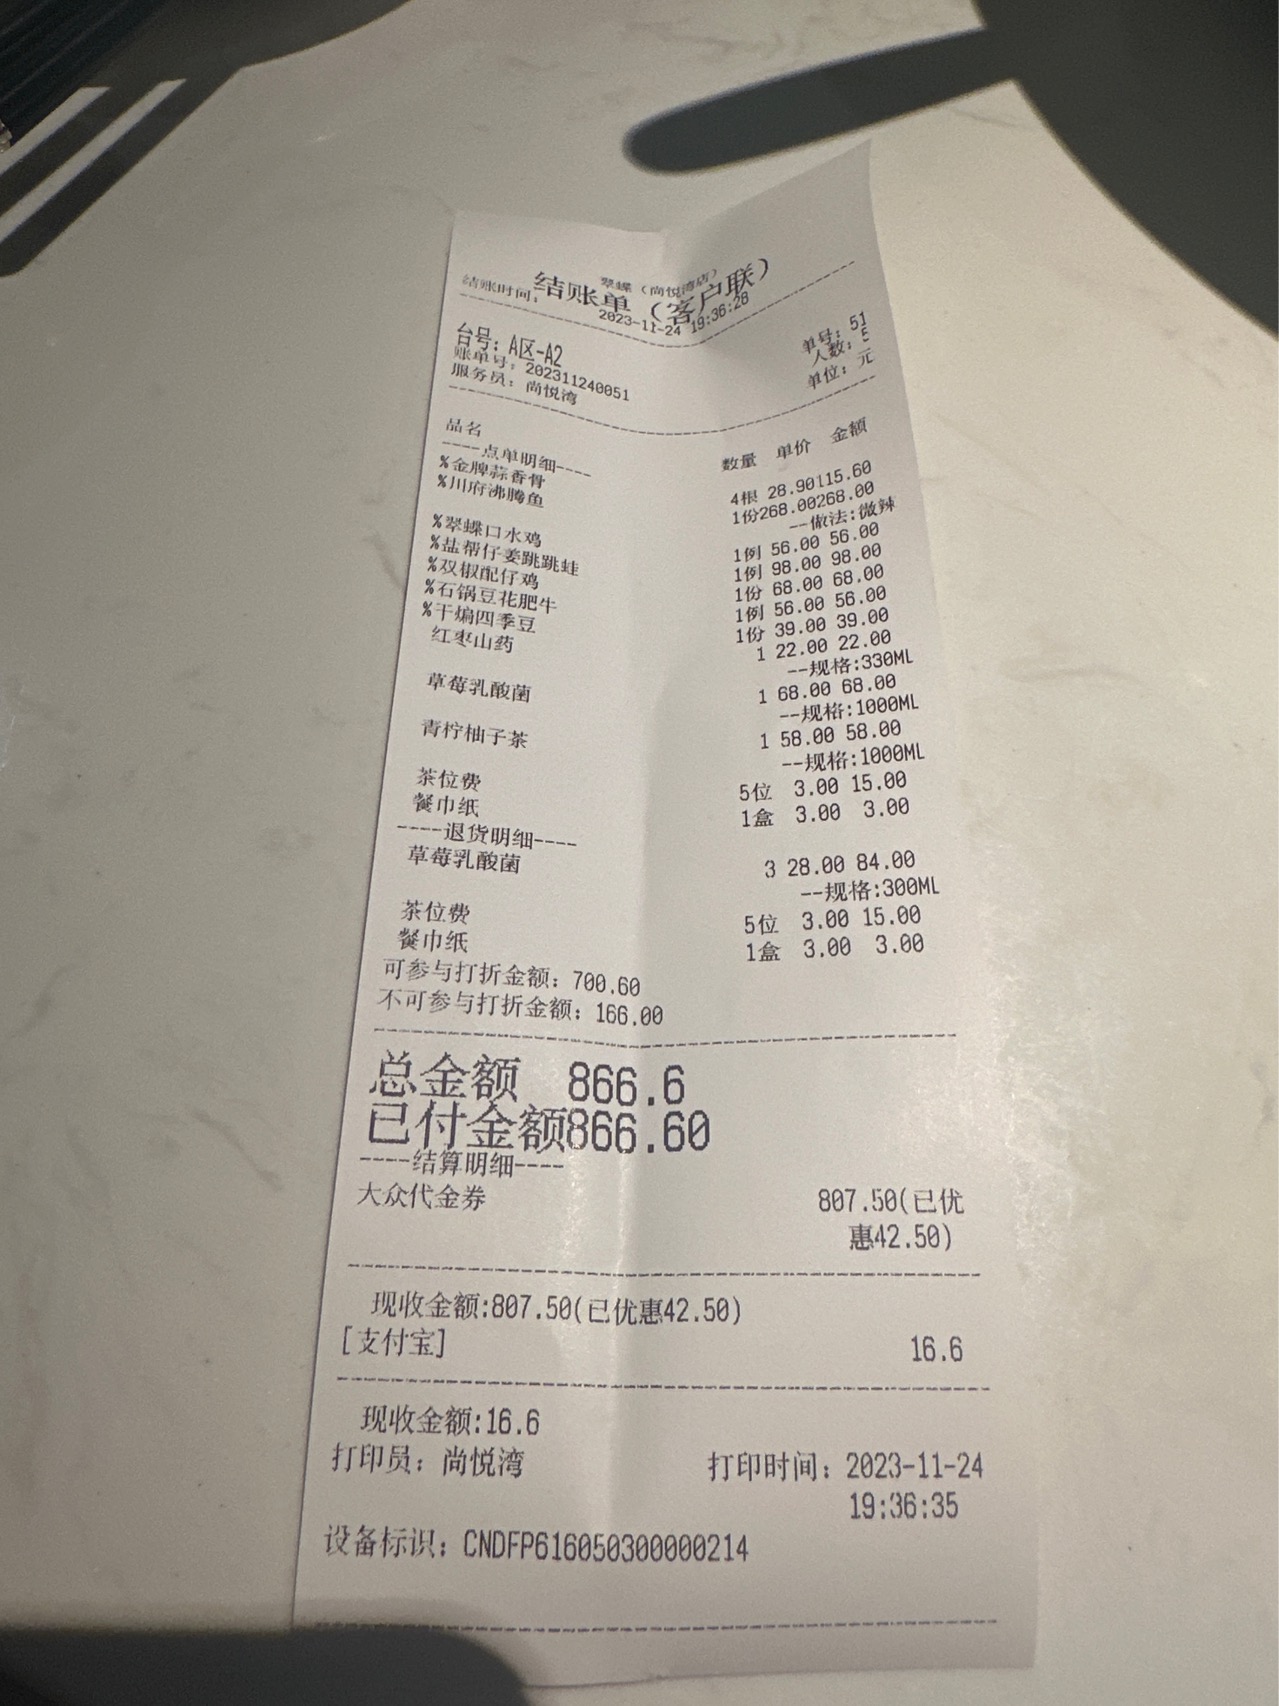 翠蝶（尚悦湾店）
结账单（客户联）
结账时间： 2023-11-24 19:36:28
台号：A区-A2 单号：51
账单号：202311240051 人数：5
服务员：尚悦湾 单位：元
品名 数量 单价 金额
----点单明细----
%金牌蒜香骨 4根 28.90115.60
%川府沸腾鱼 1份268.00268.00
--做法:微辣
%翠蝶口水鸡 1例 56.00 56.00
%盐帮仔姜跳跳蛙 1例 98.00 98.00
%双椒配仔鸡 1份 68.00 68.00
%石锅豆花肥牛 1例 56.00 56.00
%干煸四季豆 1份 39.00 39.00
红枣山药 1 22.00 22.00
--规格:330ML
草莓乳酸菌 1 68.00 68.00
--规格:1000ML
青柠柚子茶 1 58.00 58.00
--规格:1000ML
茶位费 5位 3.00 15.00
餐巾纸 1盒 3.00 3.00
----退货明细----
草莓乳酸菌 3 28.00 84.00
--规格:300ML
茶位费 5位 3.00 15.00
餐巾纸 1盒 3.00 3.00
可参与打折金额：700.60
不可参与打折金额：166.00
总金额 866.6
已付金额866.60
----结算明细----
大众代金券 807.50(已优
惠42.50)
现收金额:807.50(已优惠42.50)
[支付宝] 16.6
现收金额:16.6
打印员：尚悦湾 打印时间：2023-11-24
19:36:35
设备标识：CNDFP616050300000214